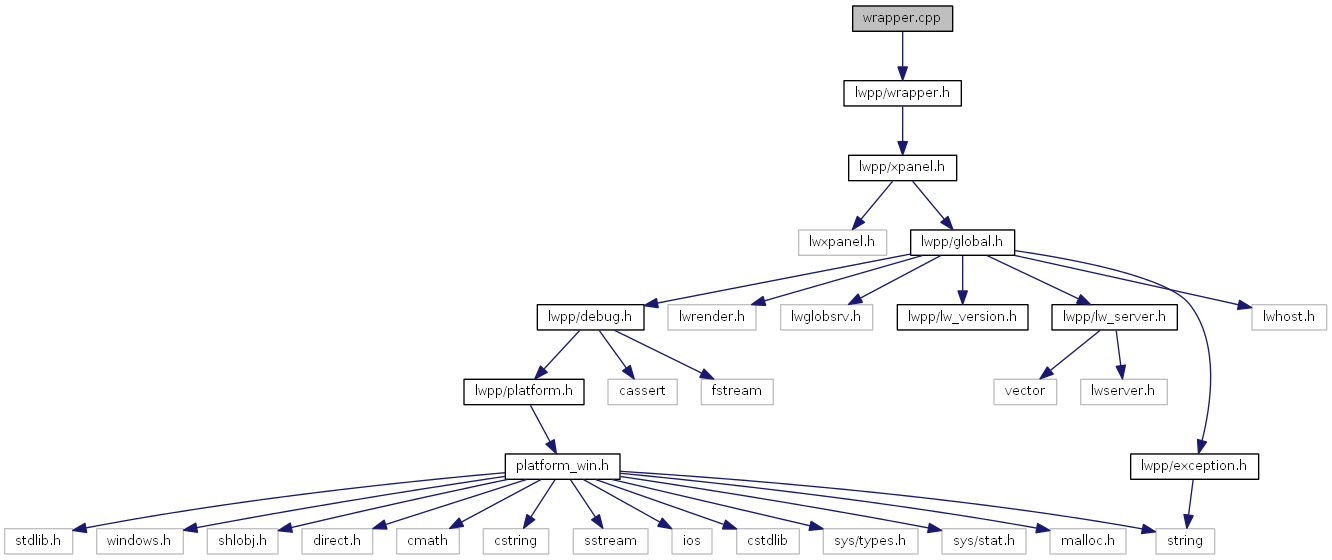 wrapper.cpp
lwpp/wrapper.h
lwpp/xpanel.h
lwxpanel.h
lwpp/global.h
lwpp/debug.h
lwrender.h
lwglobsrv.h
lwpp/lw_version.h
lwpp/lw_server.h
lwhost.h
lwpp/platform.h
cassert
fstream
vector
lwserver.h
platform_win.h
lwpp/exception.h
stdlib.h
windows.h
shlobj.h
direct.h
cmath
cstring
sstream
ios
cstdlib
sys/types.h
sys/stat.h
malloc.h
string